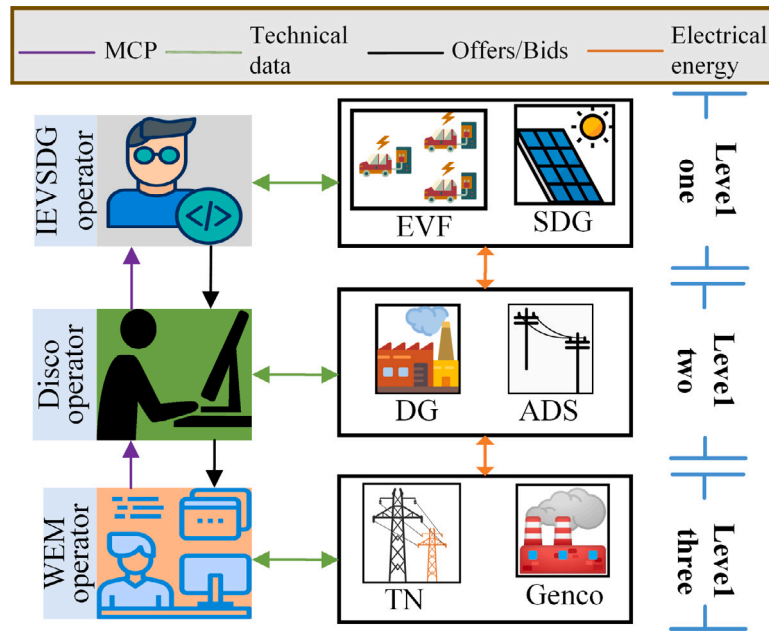 MCP
Technical
data
Offers/Bids
Electrical
energy
IEVSDG
operator
</>
EVF
SDG
Level
one
Disco
operator
DG
ADS
Level
two
WEM
operator
TN
Genco
Level
three